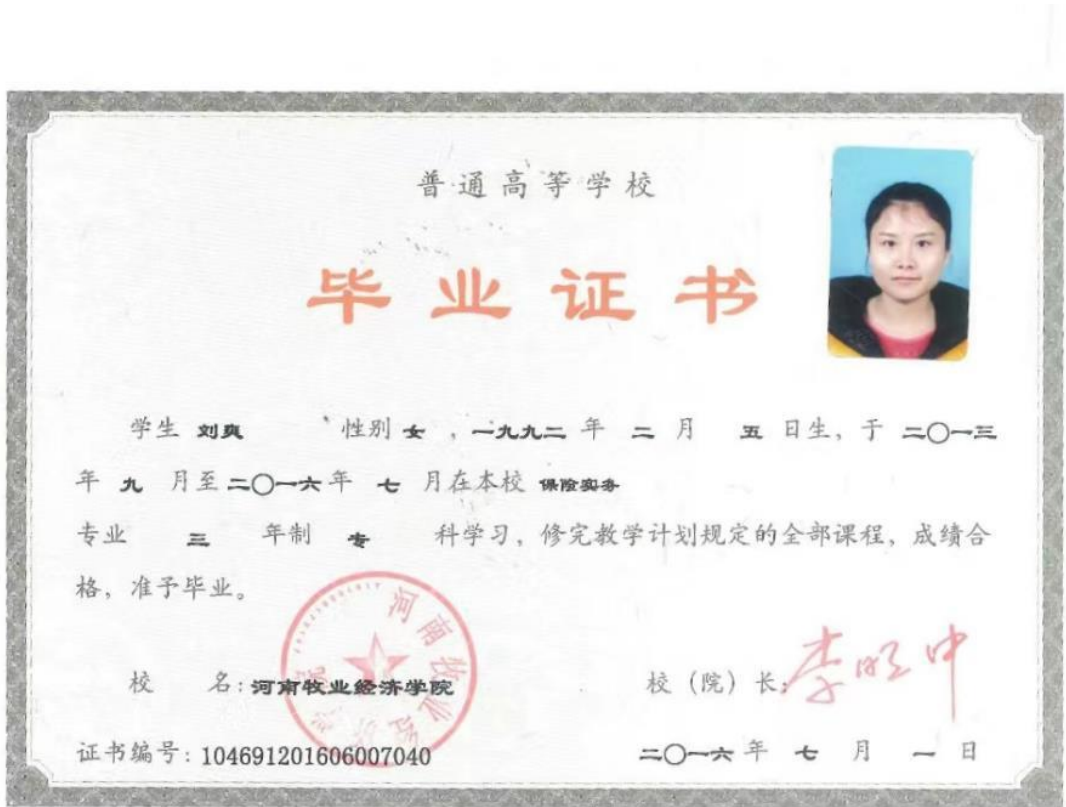 普通高等学校
毕业证书
学生 刘爽 性别 女 , 一九九二 年 二 月 五 日生, 于 二〇一三
年 九 月至 二〇一六 年 七 月在本校 保险实务
专业 三 年制 专 科学习, 修完教学计划规定的全部课程, 成绩合
格, 准予毕业。
校 名: 河南牧业经济学院
校(院)长: 李明中
证书编号: 104691201606007040
二〇一六 年 七 月 一 日